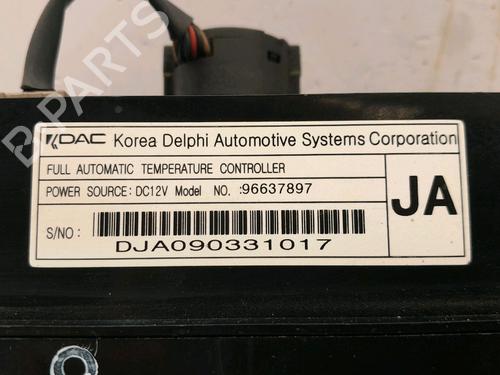 KDAC Korea Delphi Automotive Systems Corporation
FULL AUTOMATIC TEMPERATURE CONTROLLER
POWER SOURCE: DC12V Model NO. :96637897
JA
S/NO :
DJA090331017
B-PARTS